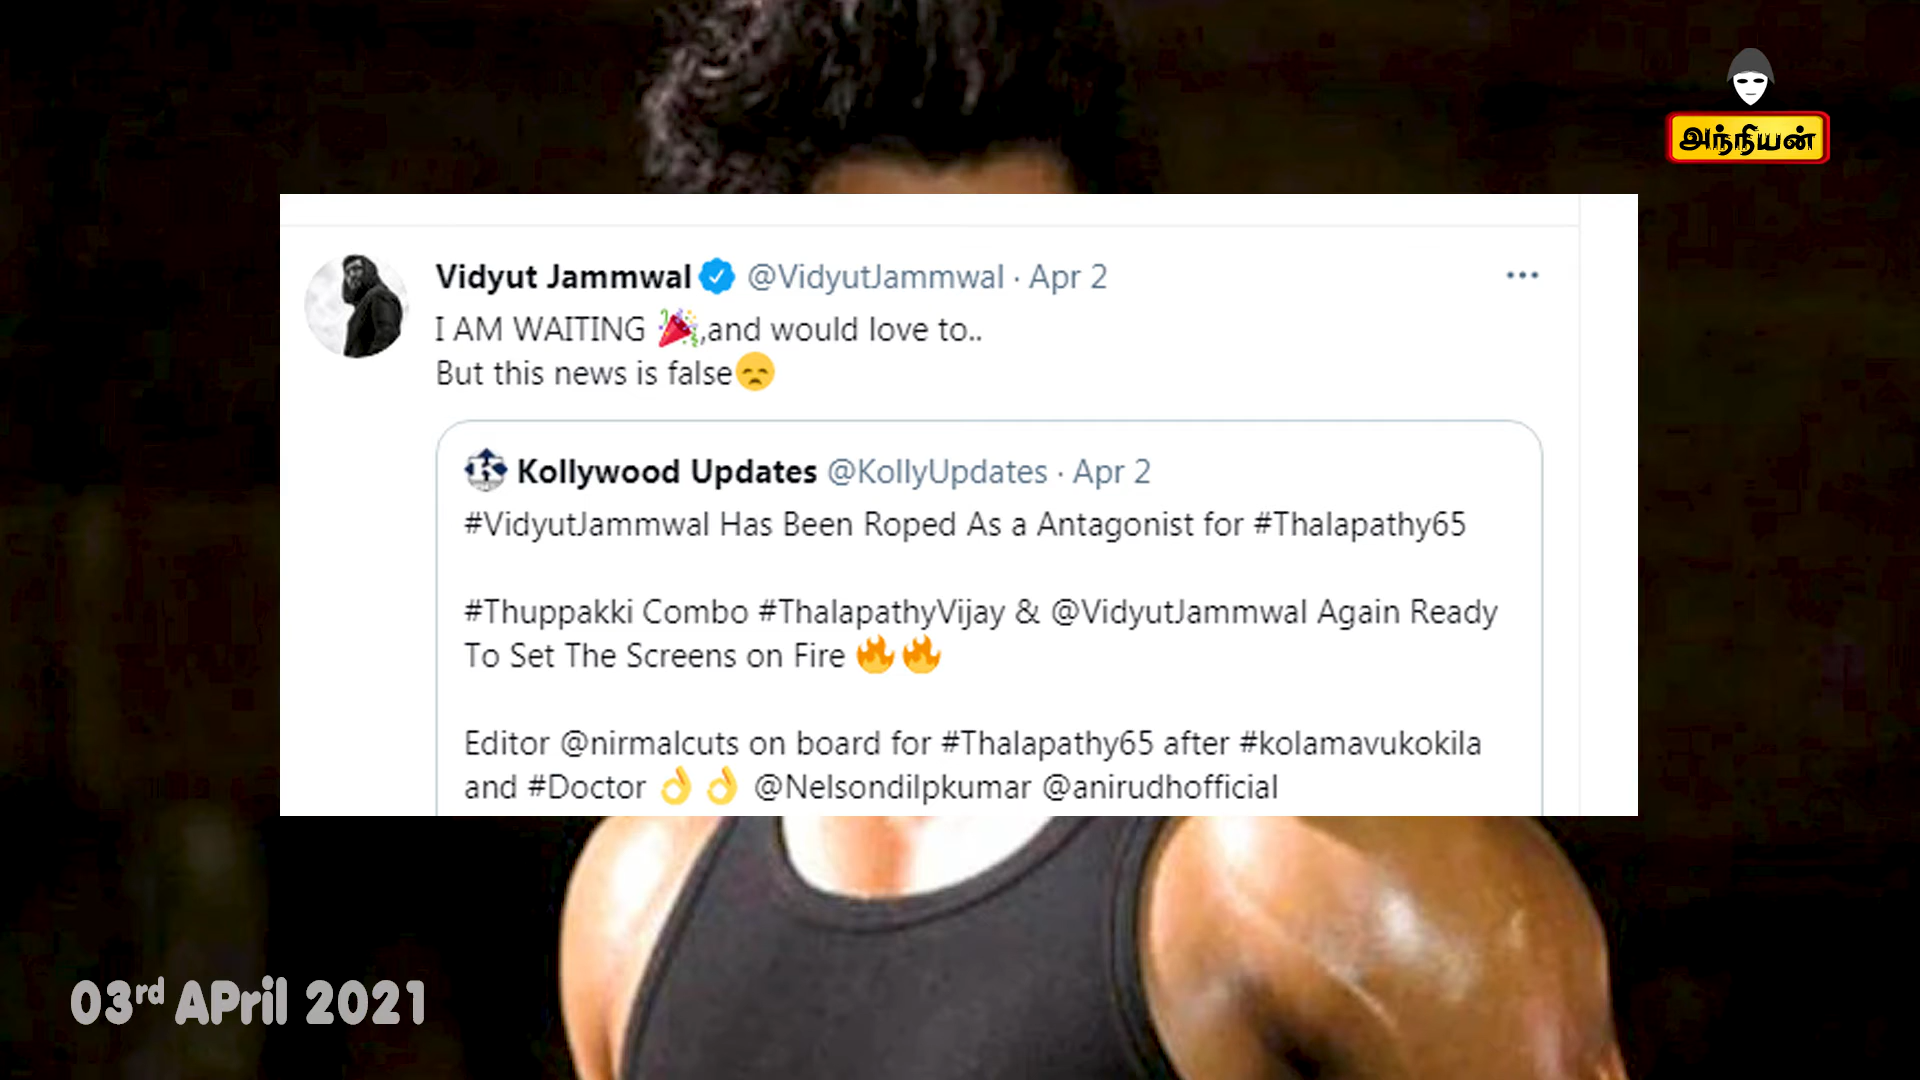 அந்நியன்
Vidyut Jammwal @VidyutJammwal · Apr 2
I AM WAITING 🎉,and would love to..
But this news is false😞
Kollywood Updates @KollyUpdates · Apr 2
#VidyutJammwal Has Been Roped As a Antagonist for #Thalapathy65
#Thuppakki Combo #ThalapathyVijay & @VidyutJammwal Again Ready
To Set The Screens on Fire 🔥🔥
Editor @nirmalcuts on board for #Thalapathy65 after #kolamavukokila
and #Doctor 👌👌 @Nelsondilpkumar @anirudhofficial
03rd APril 2021